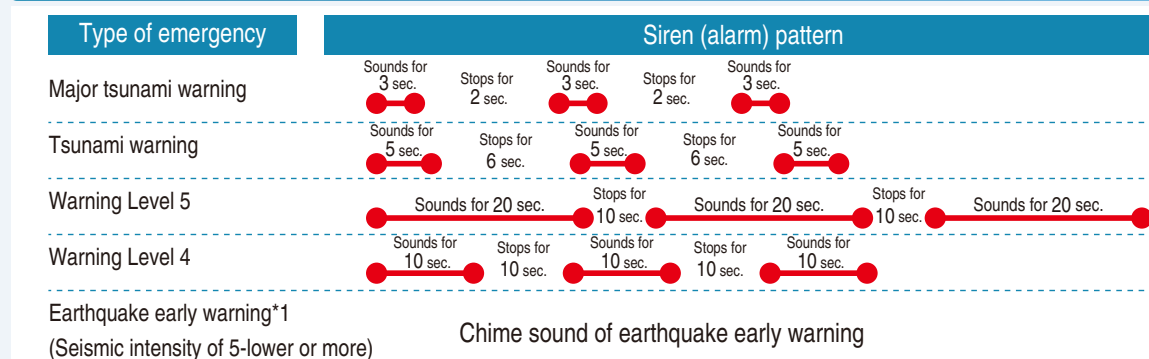 Type of emergency
Siren (alarm) pattern
Major tsunami warning
Sounds for
3 sec.
Stops for
2 sec.
Sounds for
3 sec.
Stops for
2 sec.
Sounds for
3 sec.
Tsunami warning
Sounds for
5 sec.
Stops for
6 sec.
Sounds for
5 sec.
Stops for
6 sec.
Sounds for
5 sec.
Warning Level 5
Sounds for 20 sec.
Stops for
10 sec.
Sounds for 20 sec.
Stops for
10 sec.
Sounds for 20 sec.
Warning Level 4
Sounds for
10 sec.
Stops for
10 sec.
Sounds for
10 sec.
Stops for
10 sec.
Sounds for
10 sec.
Earthquake early warning*1
(Seismic intensity of 5-lower or more)
Chime sound of earthquake early warning